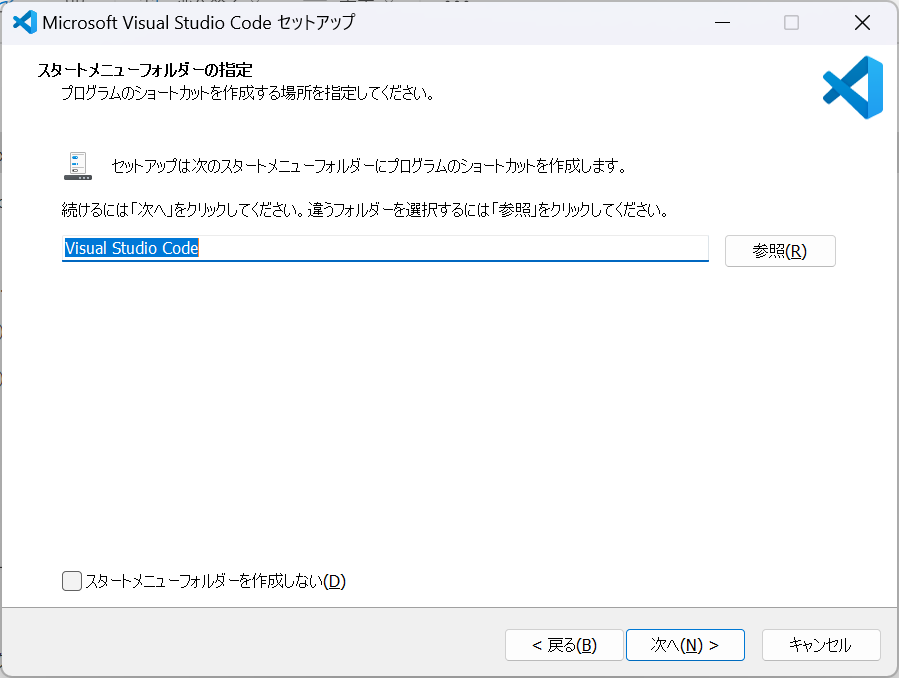 Microsoft Visual Studio Code セットアップ
スタートメニューフォルダーの指定
プログラムのショートカットを作成する場所を指定してください。
セットアップは次のスタートメニューフォルダーにプログラムのショートカットを作成します。
続けるには「次へ」をクリックしてください。違うフォルダーを選択するには「参照」をクリックしてください。
Visual Studio Code
参照(R)
スタートメニューフォルダーを作成しない(D)
< 戻る(B)
次へ(N) >
キャンセル